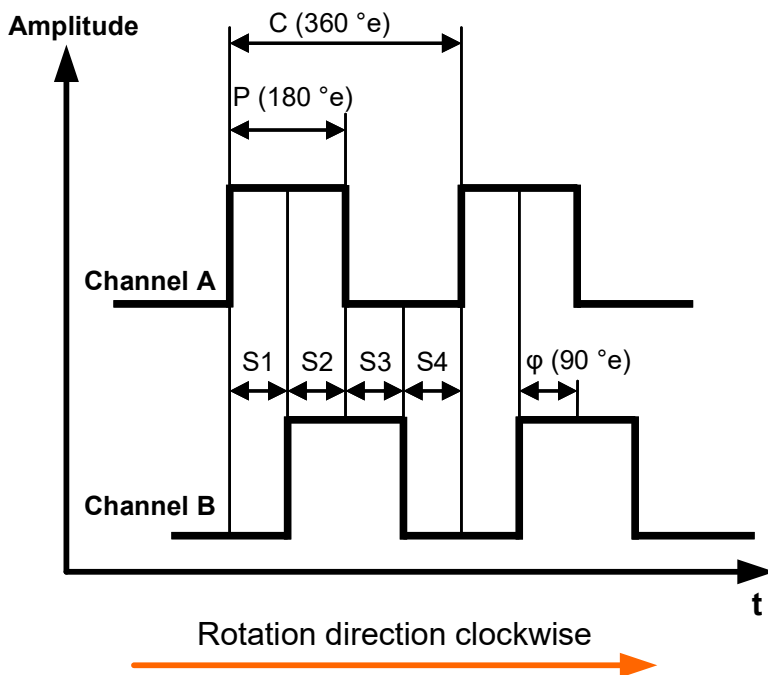 C (360 °e)
Amplitude
P (180 °e)
Channel A
S1 S2 S3 S4 φ (90 °e)
Channel B
t
Rotation direction clockwise